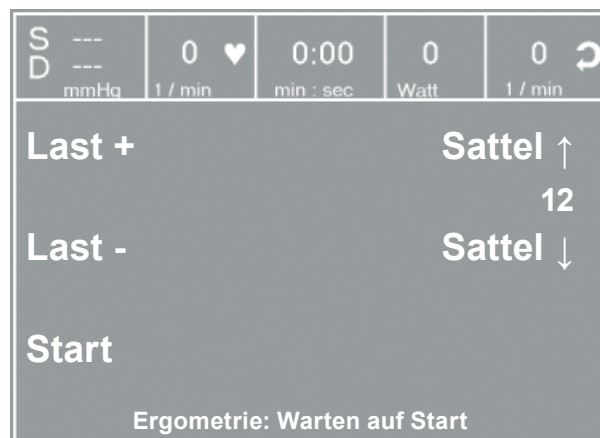 S ---
D ---
mmHg
0 ♥
1 / min
0:00
min : sec
0
Watt
0
1 / min
Last +
Sattel ↑
12
Last -
Sattel ↓
Start
Ergometrie: Warten auf Start